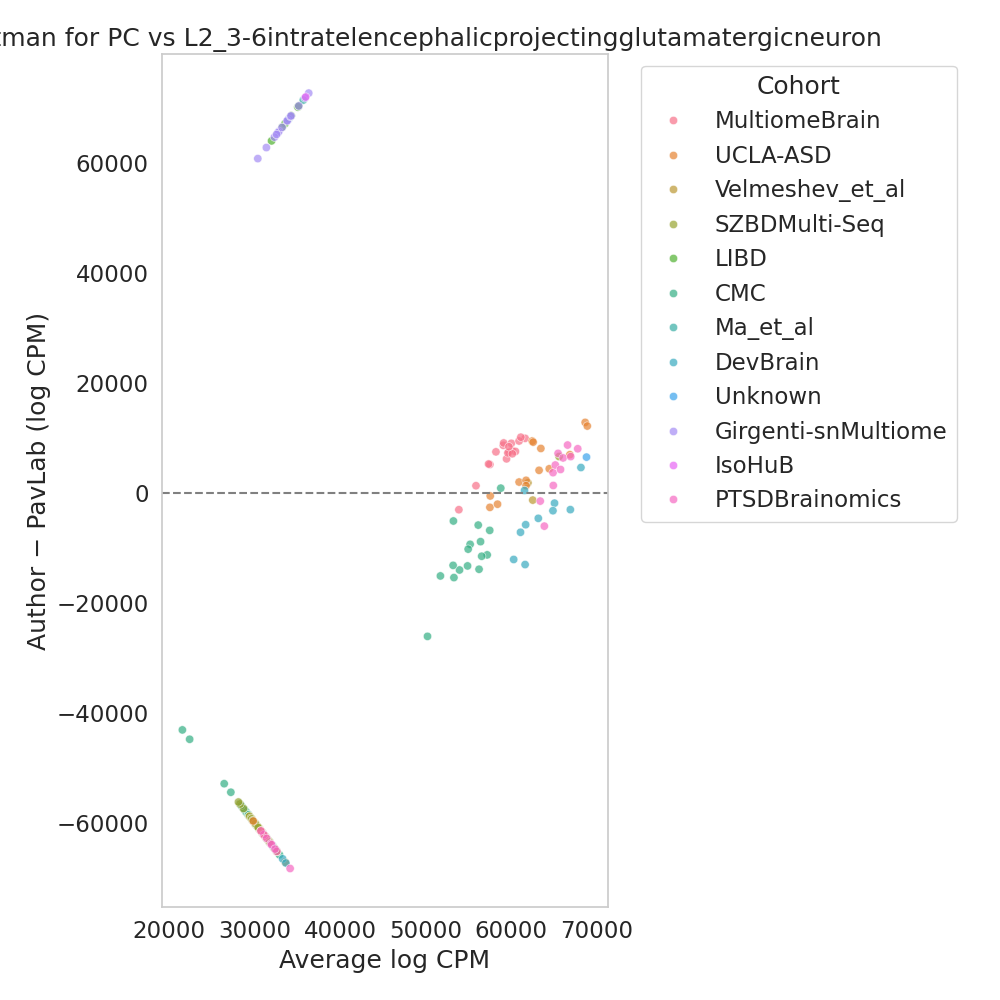 tman for PC vs L2_3-6intratelencephalicprojectingglutamatergicneuron
Author − PavLab (log CPM)
60000
40000
20000
0
−20000
−40000
−60000
20000 30000 40000 50000 60000 70000
Average log CPM
Cohort
MultiomeBrain
UCLA-ASD
Velmeshev_et_al
SZBDMulti-Seq
LIBD
CMC
Ma_et_al
DevBrain
Unknown
Girgenti-snMultiome
IsoHuB
PTSDBrainomics